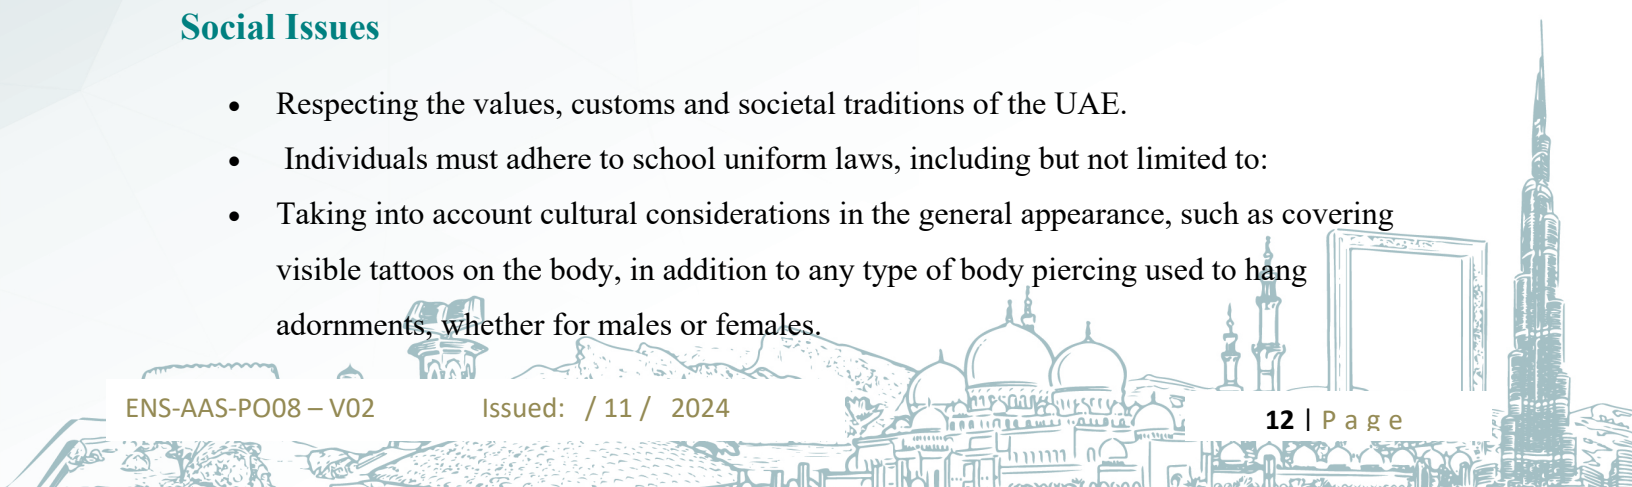 Social Issues
• Respecting the values, customs and societal traditions of the UAE.
• Individuals must adhere to school uniform laws, including but not limited to:
• Taking into account cultural considerations in the general appearance, such as covering
visible tattoos on the body, in addition to any type of body piercing used to hang
adornments, whether for males or females.
ENS-AAS-PO08 – V02 Issued: / 11 / 2024
12 | Page